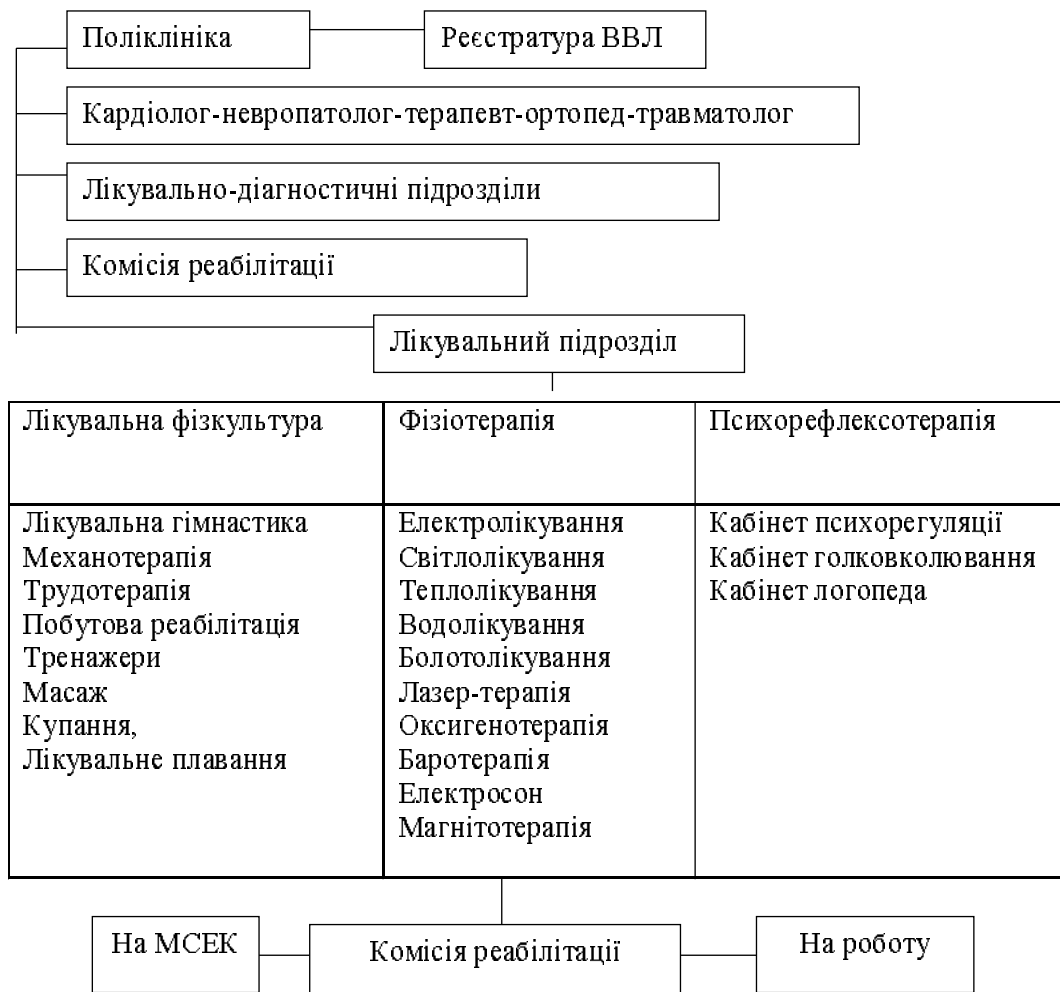 Поліклініка
Реєстратура ВВЛ
Кардіолог-невропатолог-терапевт-ортопед-травматолог
Лікувально-діагностичні підрозділи
Комісія реабілітації
Лікувальний підрозділ
Лікувальна фізкультура
Фізіотерапія
Психорефлексотерапія
Лікувальна гімнастика
Механотерапія
Трудотерапія
Побутова реабілітація
Тренажери
Масаж
Купання,
Лікувальне плавання
Електролікування
Світлолікування
Теплолікування
Водолікування
Болотолікування
Лазер-терапія
Оксигенотерапія
Баротерапія
Електросон
Магнітотерапія
Кабінет психорегуляції
Кабінет голковколювання
Кабінет логопеда
На МСЕК
Комісія реабілітації
На роботу